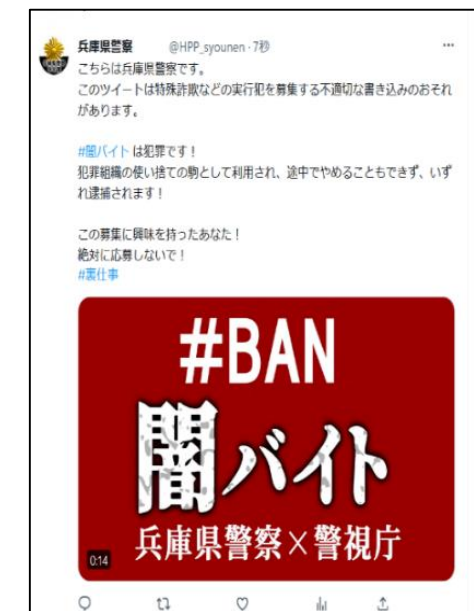 兵庫県警察 @HPP_syounen・7秒
こちらは兵庫県警察です。
このツイートは特殊詐欺などの実行犯を募集する不適切な書き込みのおそれ
があります。
#闇バイト は犯罪です！
犯罪組織の使い捨ての駒として利用され、途中でやめることもできず、いず
れ逮捕されます！
この募集に興味を持ったあなた！
絶対に応募しないで！
#裏仕事
#BAN
闇バイト
兵庫県警察×警視庁
0:14